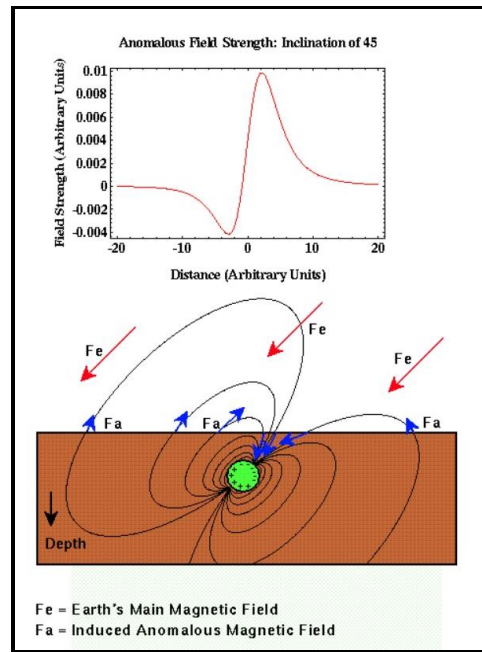 Anomalous Field Strength: Inclination of 45
Field Strength (Arbitrary Units)
0.01
0.008
0.006
0.004
0.002
0
-0.002
-0.004
-20 -10 0 10 20
Distance (Arbitrary Units)
Fe Fe Fe
Fa Fa Fa
Depth
Fe = Earth's Main Magnetic Field
Fa = Induced Anomalous Magnetic Field